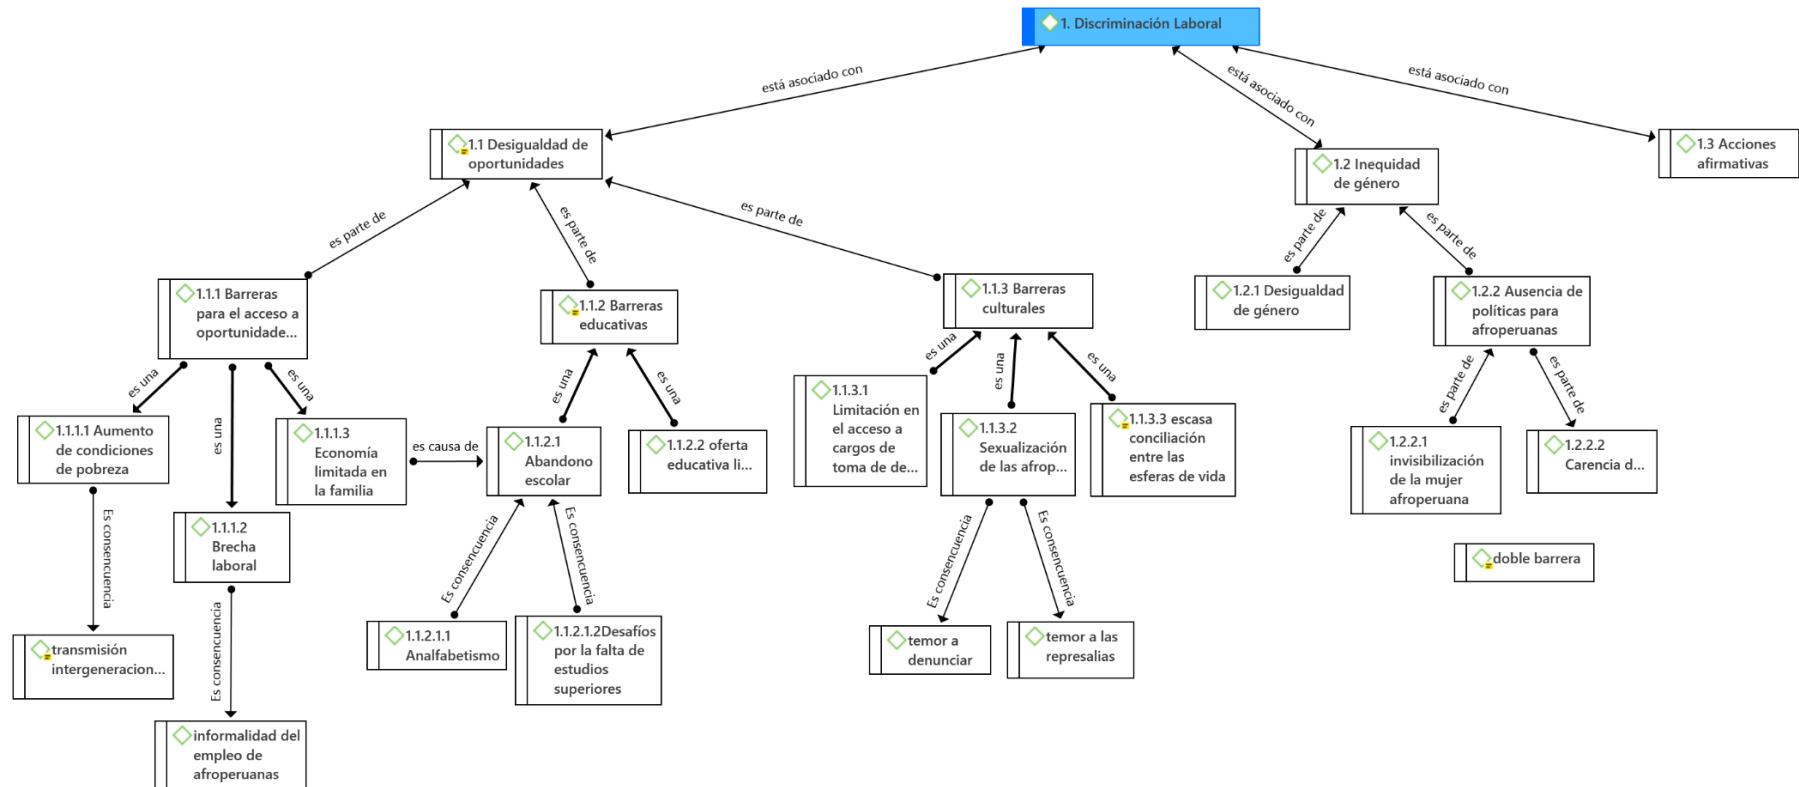 1. Discriminación Laboral
está asociado con
está asociado con
está asociado con
1.1 Desigualdad de
oportunidades
1.2 Inequidad
de género
1.3 Acciones
afirmativas
es parte de
es parte de
es parte de
es parte de
es parte de
1.1.1 Barreras
para el acceso a
oportunidade...
1.1.2 Barreras
educativas
1.1.3 Barreras
culturales
1.2.1 Desigualdad
de género
1.2.2 Ausencia de
políticas para
afroperuanas
es una
es una
es una
es una
es una
es una
es una
es una
es parte de
es parte de
1.1.1.1 Aumento
de condiciones
de pobreza
1.1.1.3
Economía
limitada en
la familia
es causa de
1.1.2.1
Abandono
escolar
1.1.2.2 oferta
educativa li...
1.1.3.1
Limitación en
el acceso a
cargos de
toma de de...
1.1.3.2
Sexualización
de las afrop...
1.1.3.3 escasa
conciliación
entre las
esferas de vida
1.2.2.1
invisibilización
de la mujer
afroperuana
1.2.2.2
Carencia d...
1.1.1.2
Brecha
laboral
Es consencuencia
Es consencuencia
Es consencuencia
Es consencuencia
Es consencuencia
Es consencuencia
doble barrera
transmisión
intergeneracion...
1.1.2.1.1
Analfabetismo
1.1.2.1.2Desafíos
por la falta de
estudios
superiores
temor a
denunciar
temor a las
represalias
informalidad del
empleo de
afroperuanas